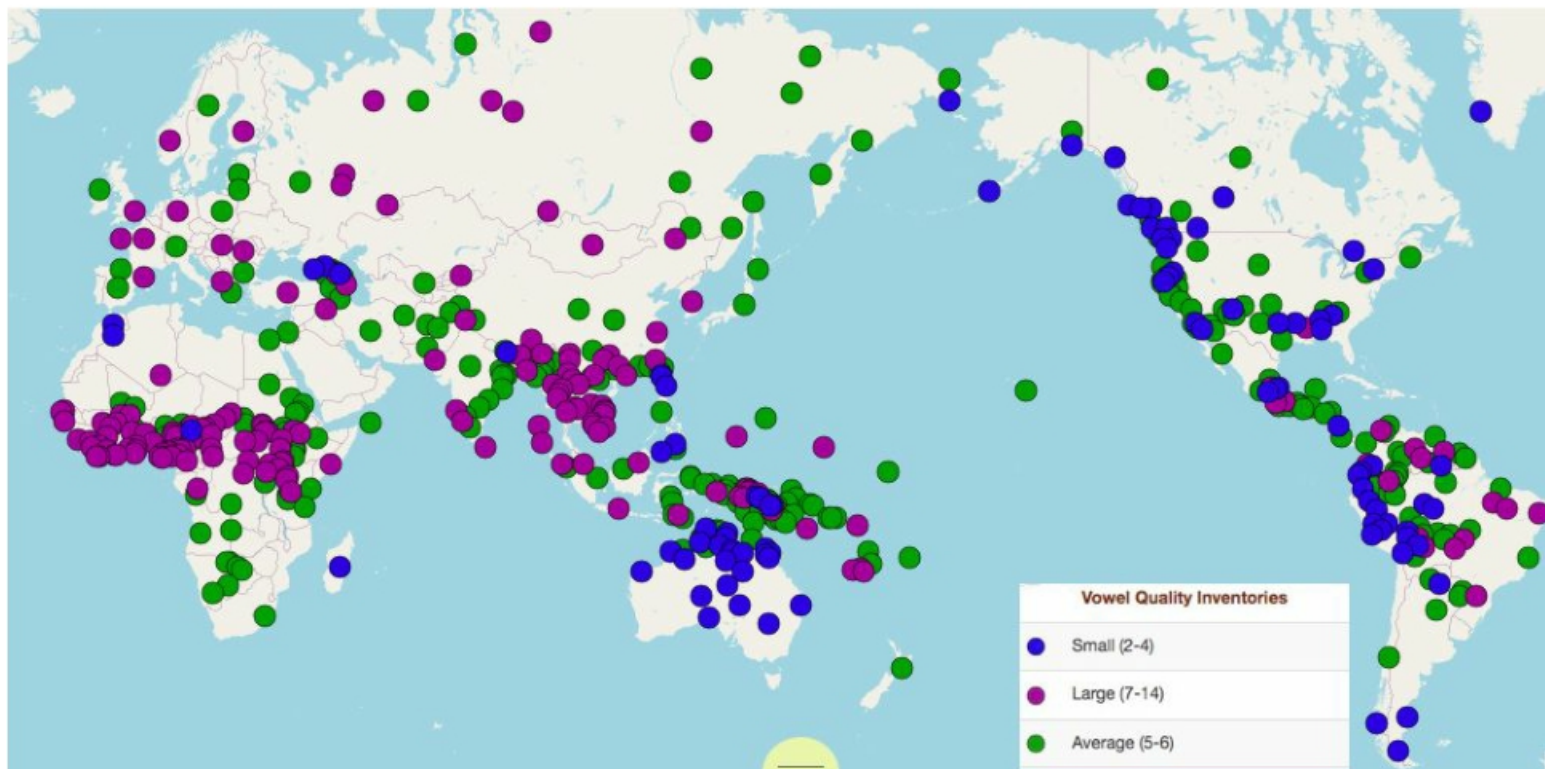 Vowel Quality Inventories
Small (2-4)
Large (7-14)
Average (5-6)